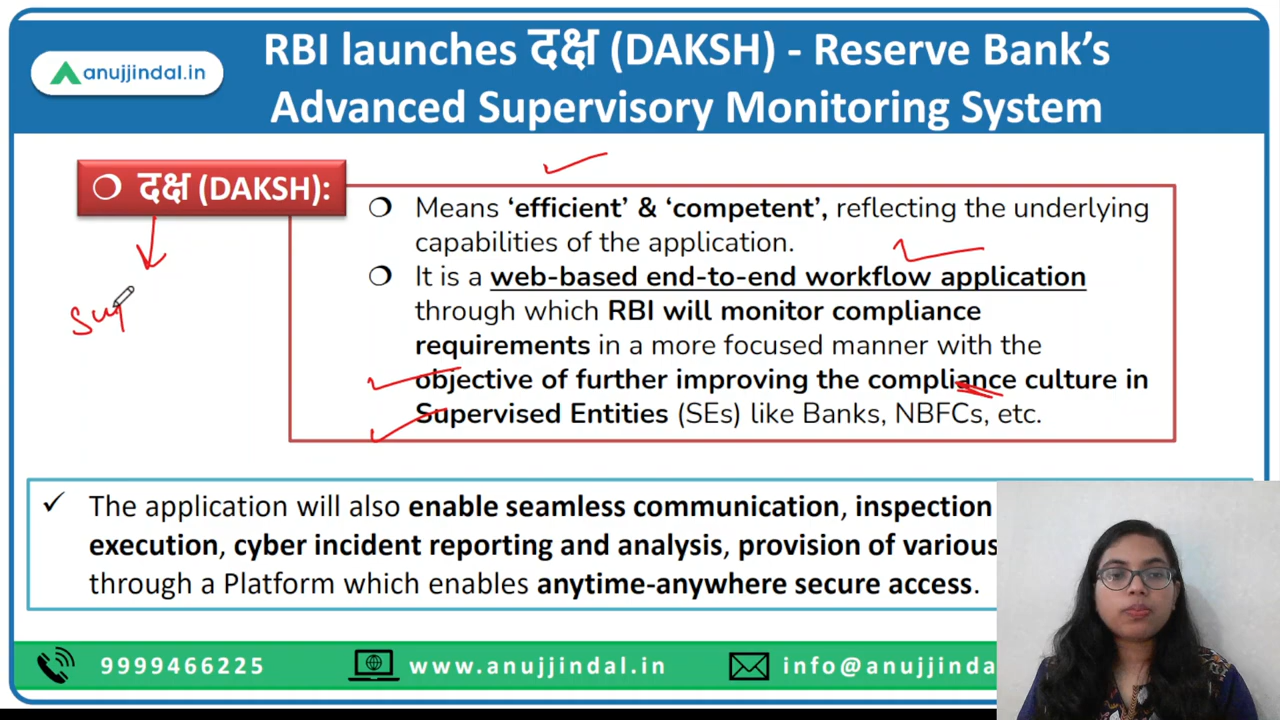 anujjindal.in
RBI launches दक्ष (DAKSH) - Reserve Bank's
Advanced Supervisory Monitoring System
❍ दक्ष (DAKSH):
❍ Means 'efficient' & 'competent', reflecting the underlying
capabilities of the application.
❍ It is a web-based end-to-end workflow application
through which RBI will monitor compliance
requirements in a more focused manner with the
objective of further improving the compliance culture in
Supervised Entities (SEs) like Banks, NBFCs, etc.
Sup
✓ The application will also enable seamless communication, inspection
execution, cyber incident reporting and analysis, provision of various
through a Platform which enables anytime-anywhere secure access.
9999466225
www.anujjindal.in
info@anujjinda